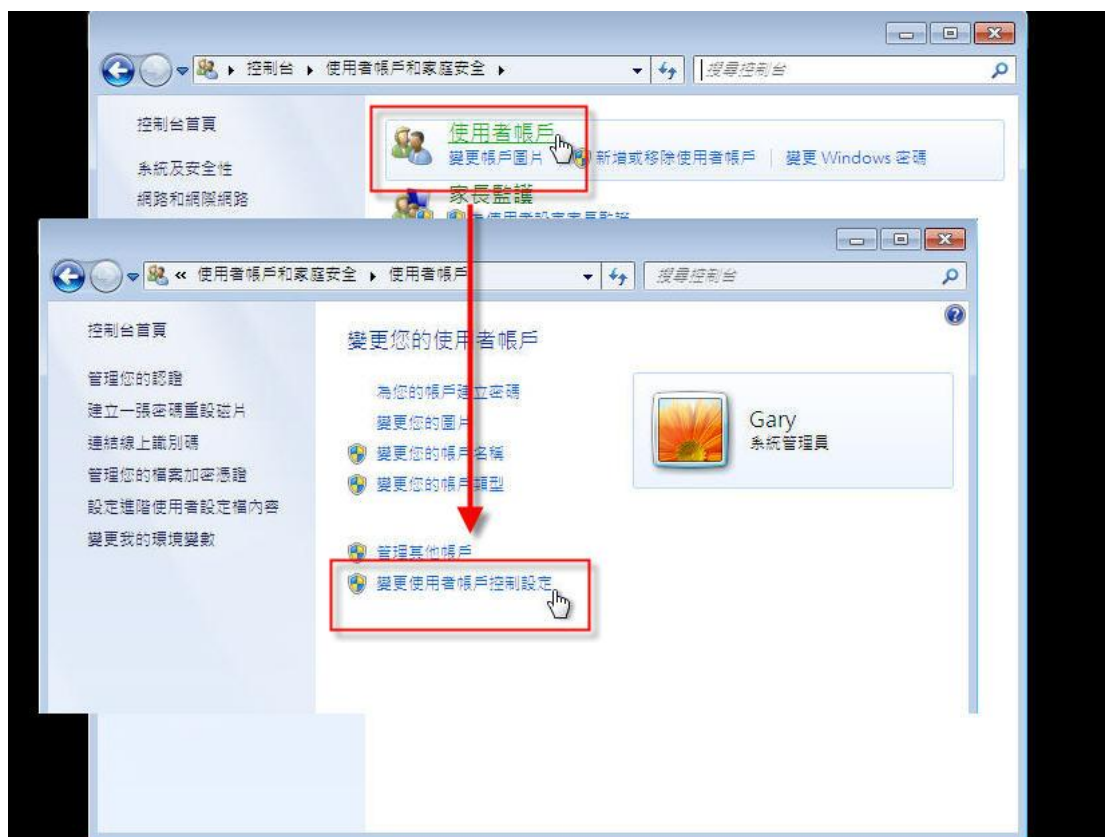 控制台 ▸ 使用者帳戶和家庭安全 ▸
搜尋控制台
控制台首頁
系統及安全性
網路和網際網路
使用者帳戶
變更帳戶圖片
新增或移除使用者帳戶
變更 Windows 密碼
家長監護
為使用者設定家長監護
« 使用者帳戶和家庭安全 ▸ 使用者帳戶
搜尋控制台
控制台首頁
管理您的認證
建立一張密碼重設磁片
連結線上識別碼
管理您的檔案加密憑證
設定進階使用者設定檔內容
變更我的環境變數
變更您的使用者帳戶
為您的帳戶建立密碼
變更您的圖片
變更您的帳戶名稱
變更您的帳戶類型
管理其他帳戶
變更使用者帳戶控制設定
Gary
系統管理員